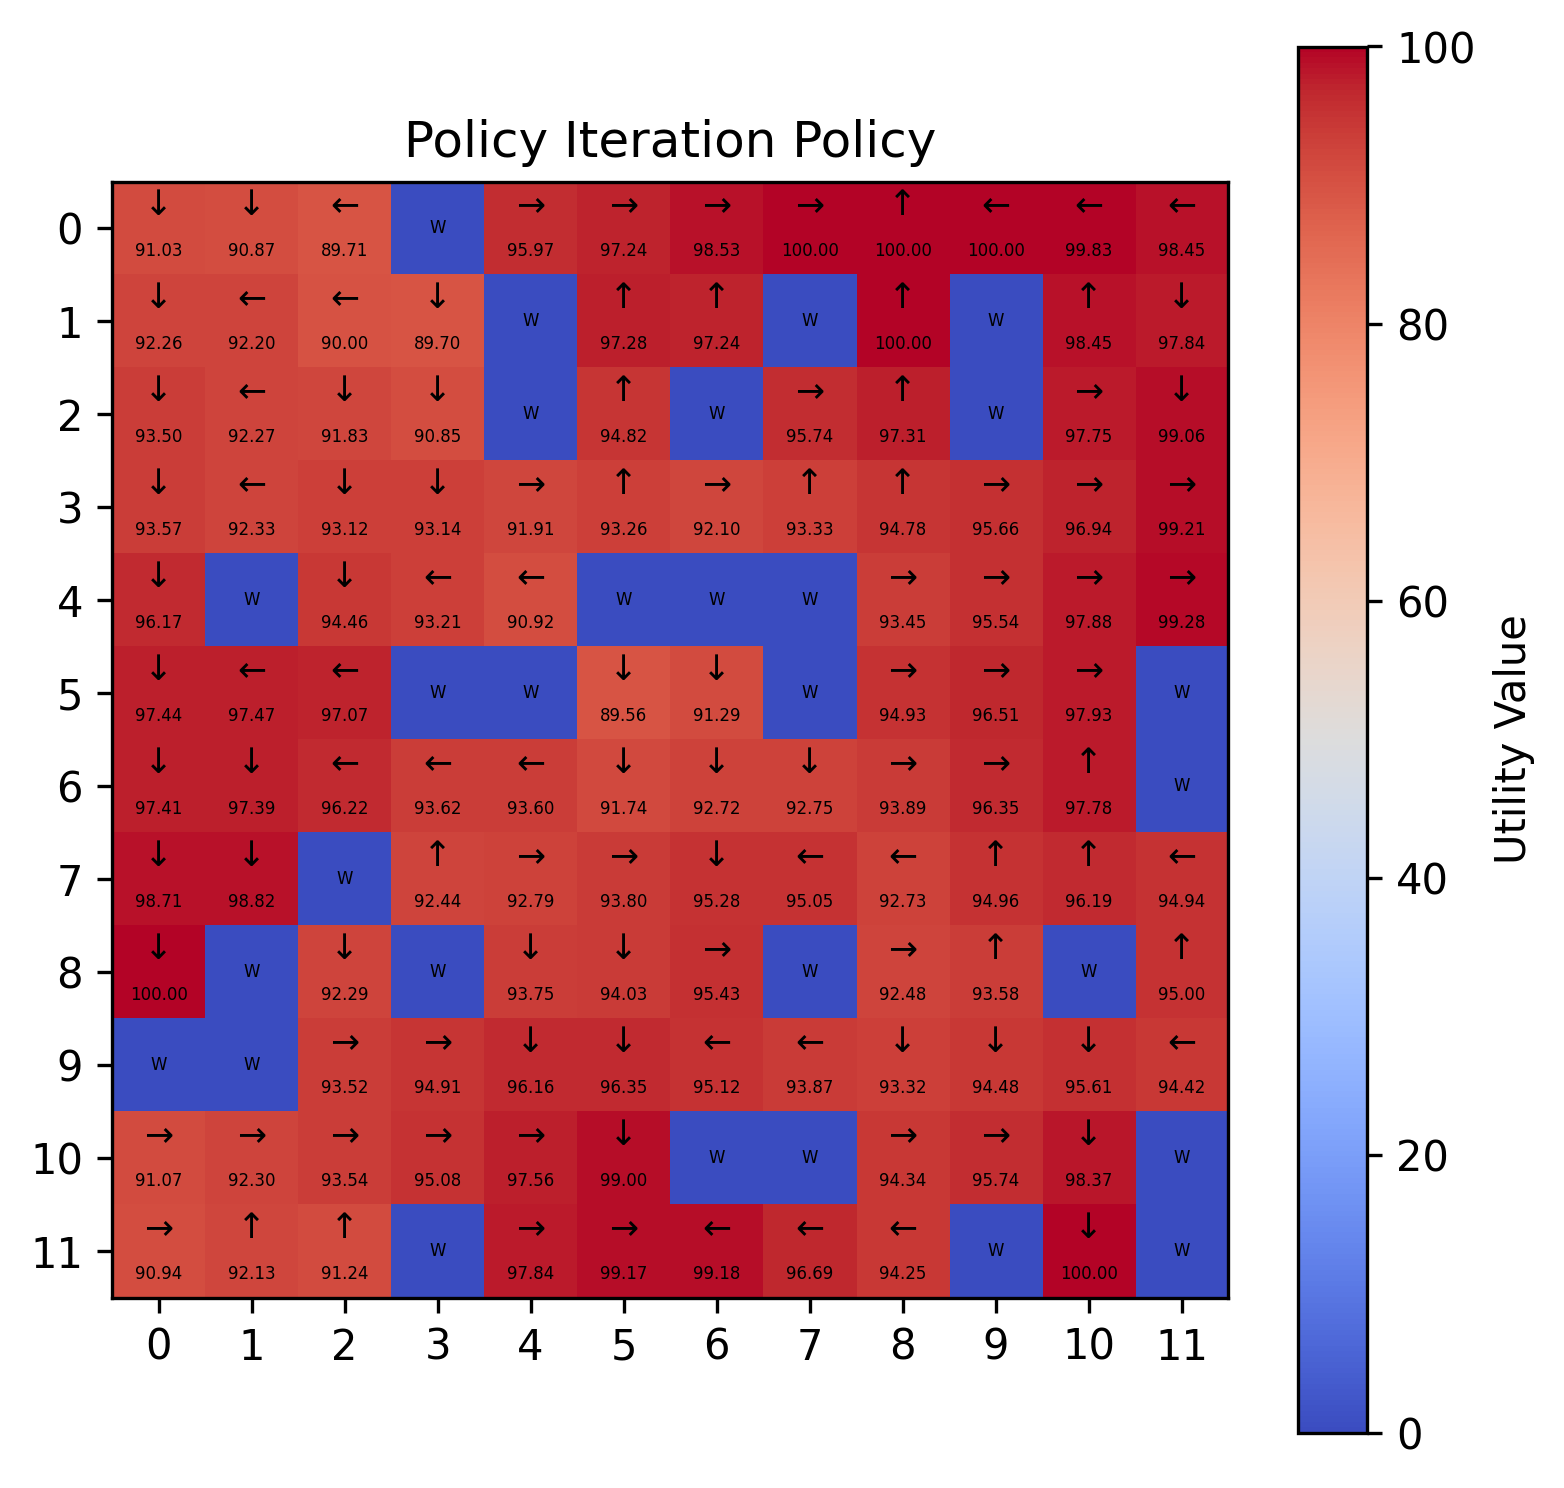 Policy Iteration Policy
0 ↓ ↓ ← W → → → → ↑ ← ← ←
91.03 90.87 89.71 95.97 97.24 98.53 100.00 100.00 100.00 99.83 98.45
1 ↓ ← ← ↓ W ↑ ↑ W ↑ W ↑ ↓
92.26 92.20 90.00 89.70 97.28 97.24 100.00 98.45 97.84
2 ↓ ← ↓ ↓ W ↑ W → ↑ W → ↓
93.50 92.27 91.83 90.85 94.82 95.74 97.31 97.75 99.06
3 ↓ ← ↓ ↓ → ↑ → ↑ ↑ → → →
93.57 92.33 93.12 93.14 91.91 93.26 92.10 93.33 94.78 95.66 96.94 99.21
4 ↓ W ↓ ← ← W W W → → → →
96.17 94.46 93.21 90.92 93.45 95.54 97.88 99.28
5 ↓ ← ← W W ↓ ↓ W → → → W
97.44 97.47 97.07 89.56 91.29 94.93 96.51 97.93
6 ↓ ↓ ← ← ← ↓ ↓ ↓ → → ↑ W
97.41 97.39 96.22 93.62 93.60 91.74 92.72 92.75 93.89 96.35 97.78
7 ↓ ↓ W ↑ → → ↓ ← ← ↑ ↑ ←
98.71 98.82 92.44 92.79 93.80 95.28 95.05 92.73 94.96 96.19 94.94
8 ↓ W ↓ W ↓ ↓ → W → ↑ W ↑
100.00 92.29 93.75 94.03 95.43 92.48 93.58 95.00
9 W W → → ↓ ↓ ← ← ↓ ↓ ↓ ←
93.52 94.91 96.16 96.35 95.12 93.87 93.32 94.48 95.61 94.42
10 → → → → → ↓ W W → → ↓ W
91.07 92.30 93.54 95.08 97.56 99.00 94.34 95.74 98.37
11 → ↑ ↑ W → → ← ← ← W ↓ W
90.94 92.13 91.24 97.84 99.17 99.18 96.69 94.25 100.00
0 1 2 3 4 5 6 7 8 9 10 11
100
80
60
40
20
0
Utility Value